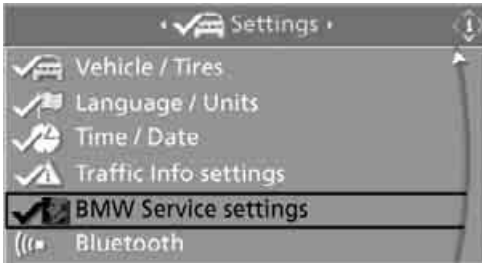 Settings
Vehicle / Tires
Language / Units
Time / Date
Traffic Info settings
BMW Service settings
Bluetooth